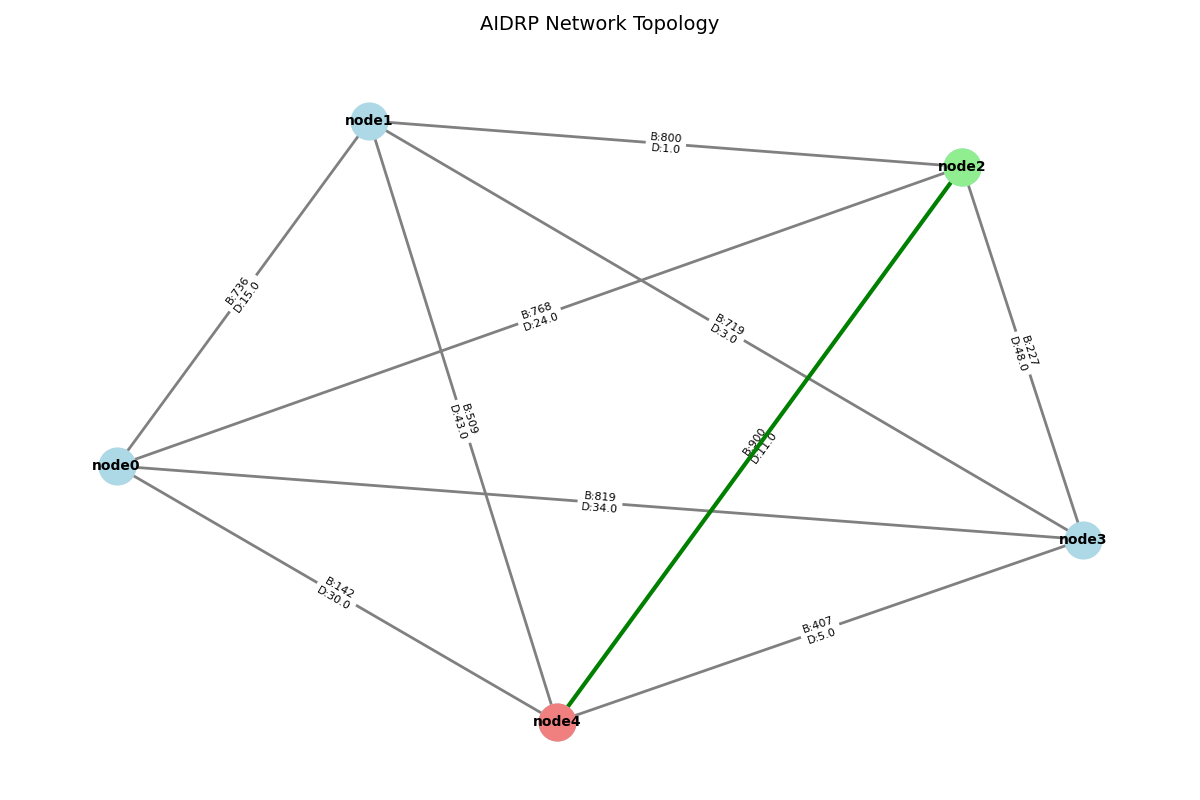 AIDRP Network Topology
node1
B:800
D:1.0
node2
B:736
D:15.0
B:768
D:24.0
B:719
D:3.0
B:227
D:48.0
B:509
D:43.0
B:900
D:11.0
node0
B:819
D:34.0
node3
B:142
D:30.0
B:407
D:5.0
node4